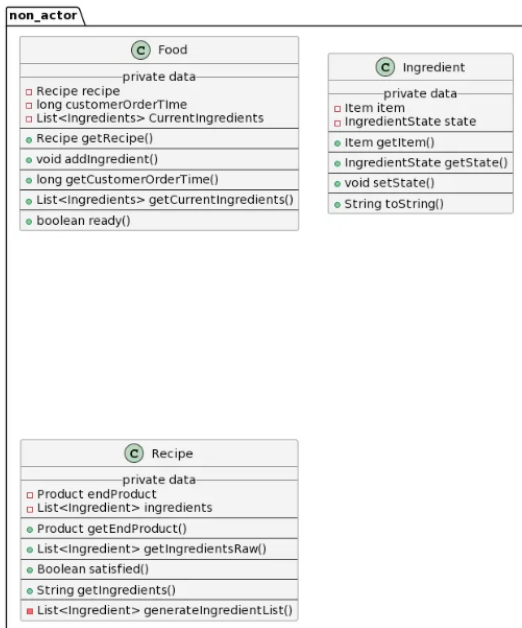 non_actor
C Food
private data
Recipe recipe
long customerOrderTIme
List<Ingredients> CurrentIngredients
Recipe getRecipe()
void addIngredient()
long getCustomerOrderTime()
List<Ingredients> getCurrentIngredients()
boolean ready()
C Ingredient
private data
Item item
IngredientState state
Item getItem()
IngredientState getState()
void setState()
String toString()
C Recipe
private data
Product endProduct
List<Ingredient> ingredients
Product getEndProduct()
List<Ingredient> getIngredientsRaw()
Boolean satisfied()
String getIngredients()
List<Ingredient> generateIngredientList()